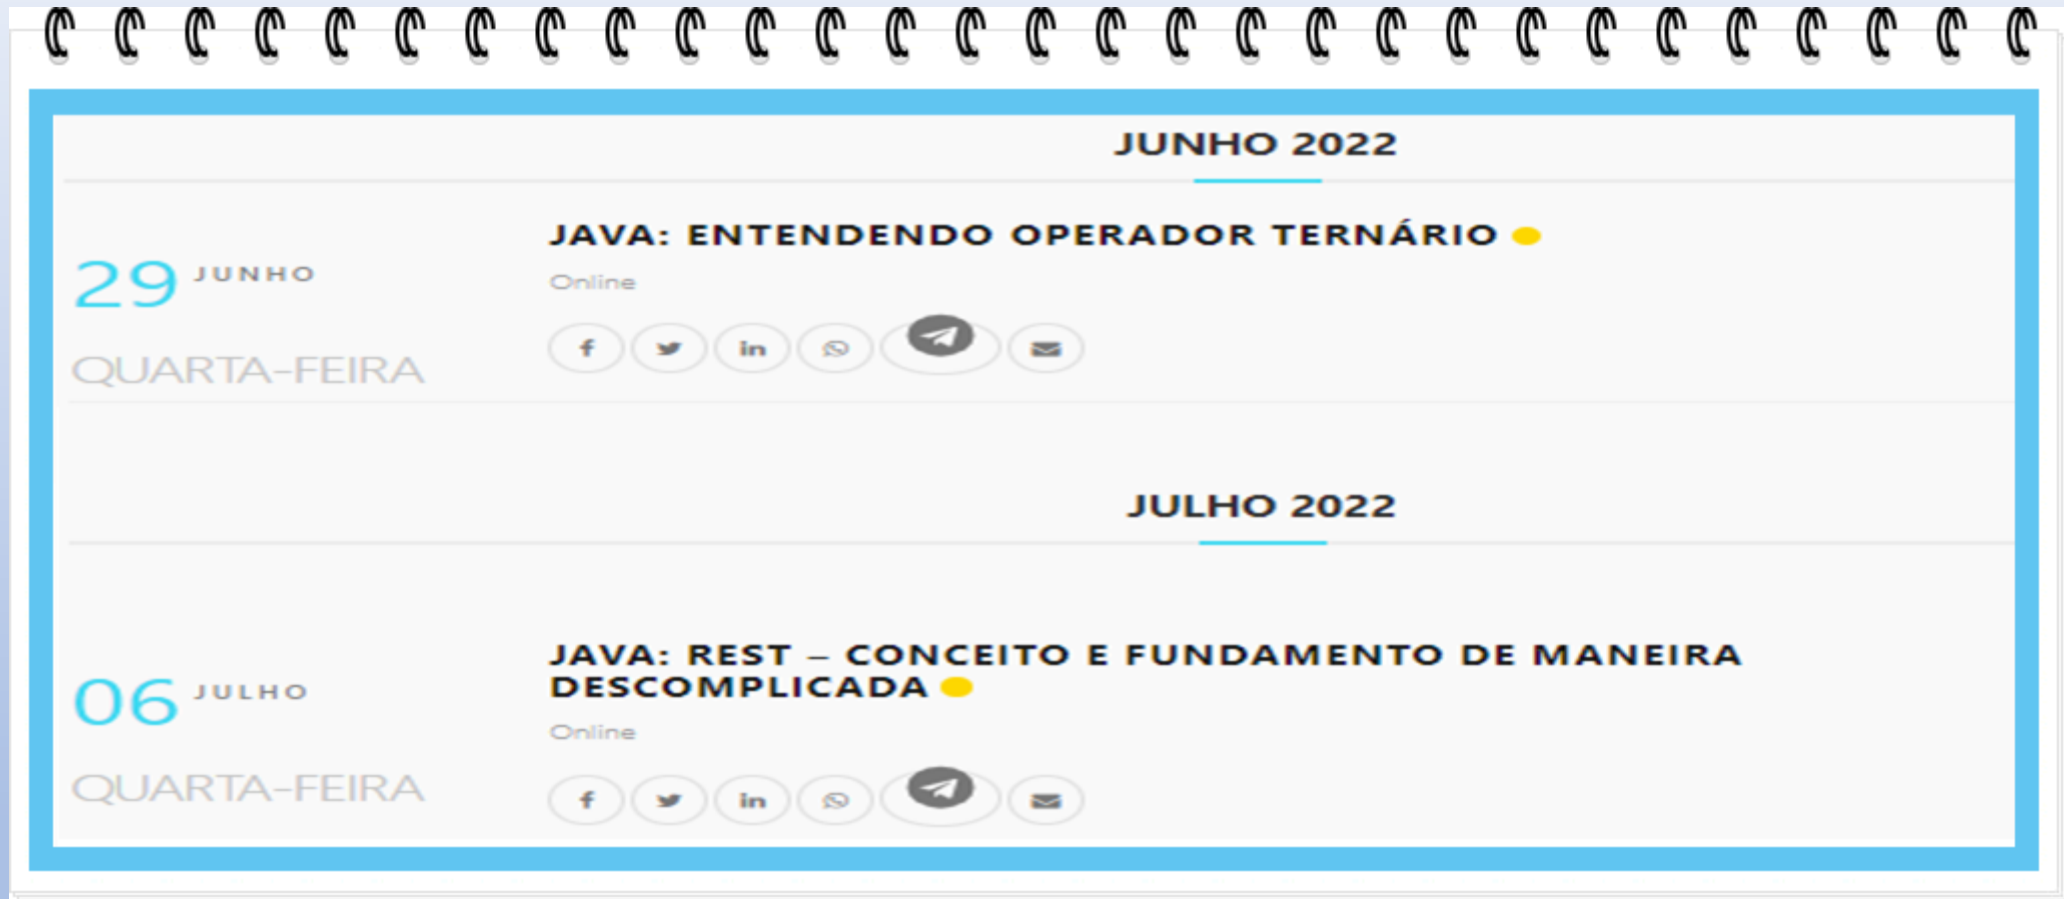 JUNHO 2022
JAVA: ENTENDENDO OPERADOR TERNÁRIO
29 JUNHO
Online
QUARTA-FEIRA
JULHO 2022
JAVA: REST – CONCEITO E FUNDAMENTO DE MANEIRA
DESCOMPLICADA
06 JULHO
Online
QUARTA-FEIRA